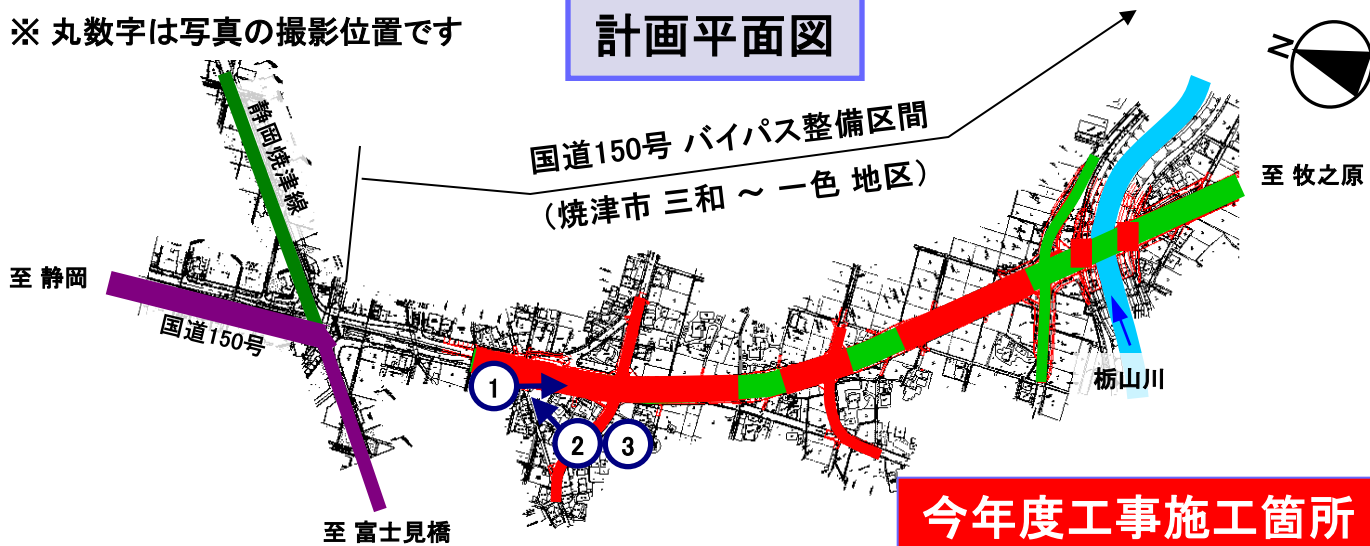 ※ 丸数字は写真の撮影位置です
計画平面図
N
静岡焼津線
国道150号 バイパス整備区間
(焼津市 三和 ～ 一色 地区)
至 牧之原
至 静岡
国道150号
栃山川
①
②
③
至 富士見橋
今年度工事施工箇所